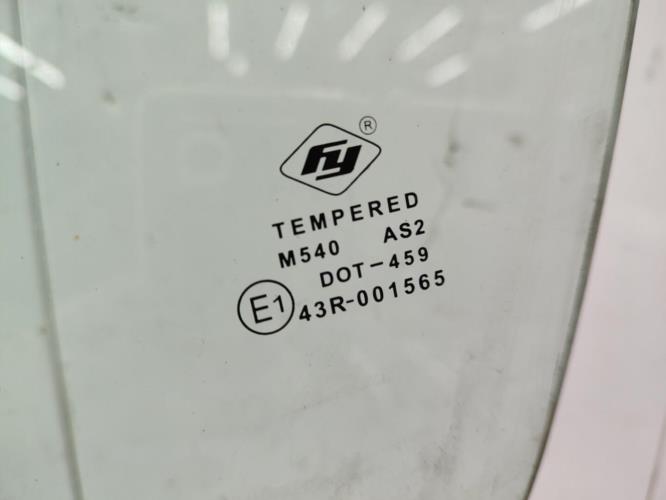 ®
fy
TEMPERED
M540 AS2
DOT-459
E1 43R-001565